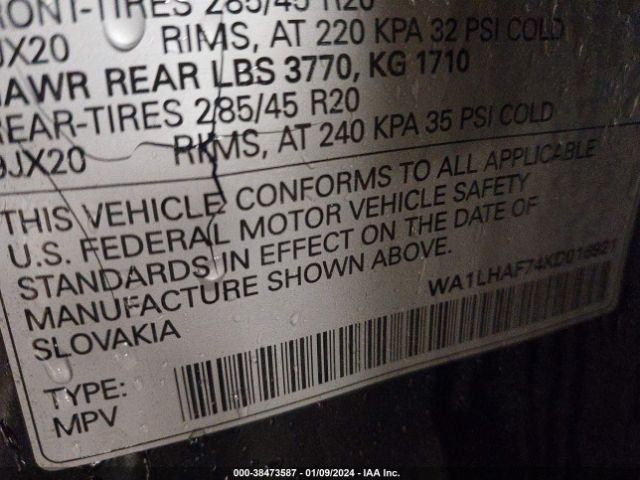 FRONT-TIRES 285/45 R20
9JX20 RIMS, AT 220 KPA 32 PSI COLD
GAWR REAR LBS 3770, KG 1710
REAR-TIRES 285/45 R20
9JX20 RIMS, AT 240 KPA 35 PSI COLD
THIS VEHICLE CONFORMS TO ALL APPLICABLE
U.S. FEDERAL MOTOR VEHICLE SAFETY
STANDARDS IN EFFECT ON THE DATE OF
MANUFACTURE SHOWN ABOVE.
SLOVAKIA
WA1LHAF74KD016921
TYPE:
MPV
000-38473587 - 01/09/2024 - IAA Inc.